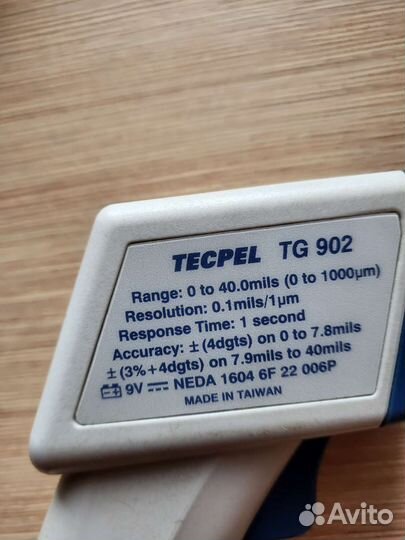 TECPEL TG 902
Range: 0 to 40.0mils (0 to 1000µm)
Resolution: 0.1mils/1µm
Response Time: 1 second
Accuracy: ± (4dgts) on 0 to 7.8mils
± (3%+4dgts) on 7.9mils to 40mils
9V NEDA 1604 6F 22 006P
MADE IN TAIWAN
Avito